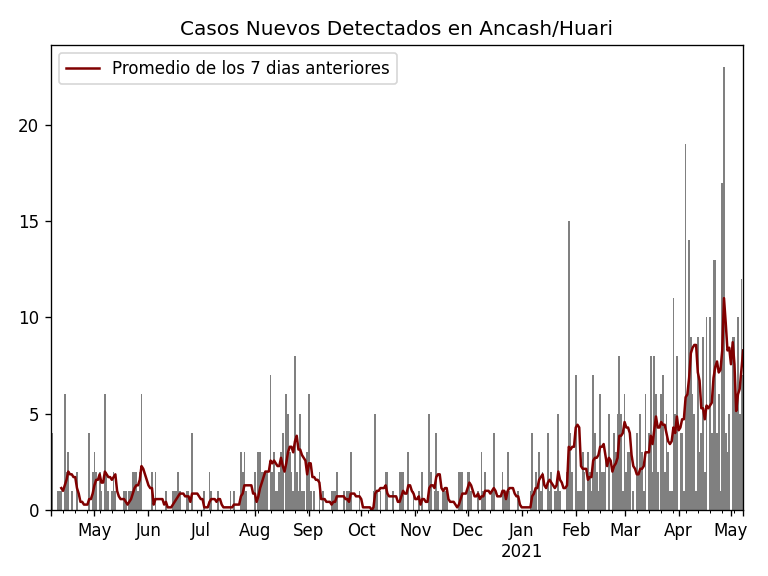 Casos Nuevos Detectados en Ancash/Huari
Promedio de los 7 dias anteriores
20
15
10
5
0
May Jun Jul Aug Sep Oct Nov Dec Jan Feb Mar Apr May
2021